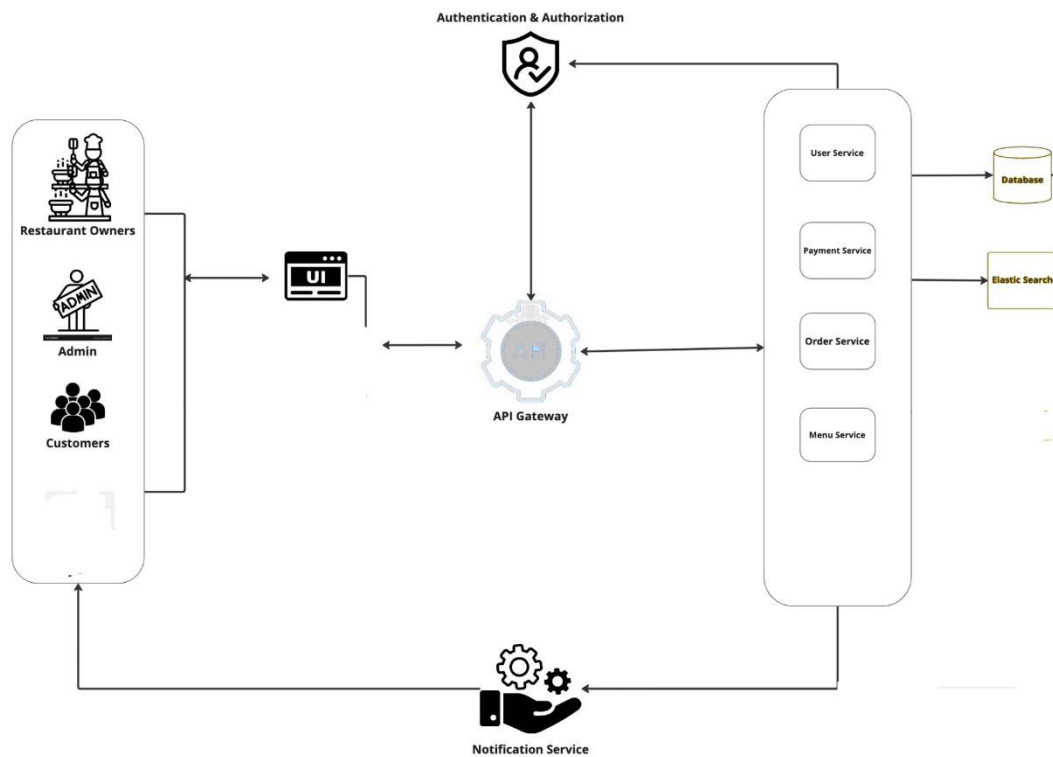 Authentication & Authorization
Restaurant Owners
ADMIN
Admin
Customers
UI
API
API Gateway
User Service
Payment Service
Order Service
Menu Service
Database
Elastic Search
Notification Service